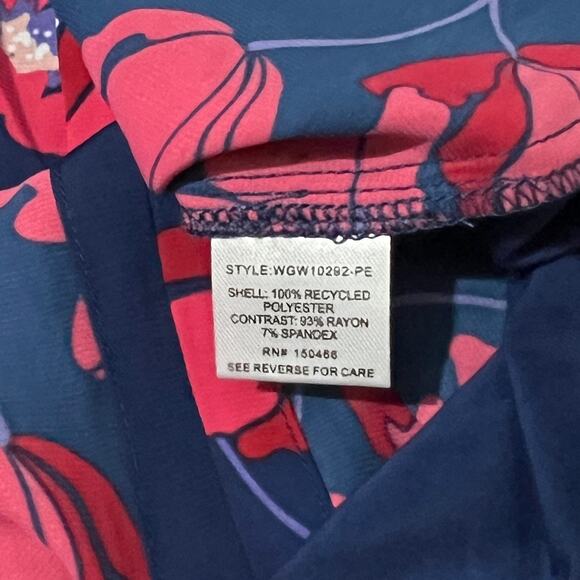 STYLE:WGW10292-PE
SHELL: 100% RECYCLED
POLYESTER
CONTRAST: 93% RAYON
7% SPANDEX
RN# 150466
SEE REVERSE FOR CARE